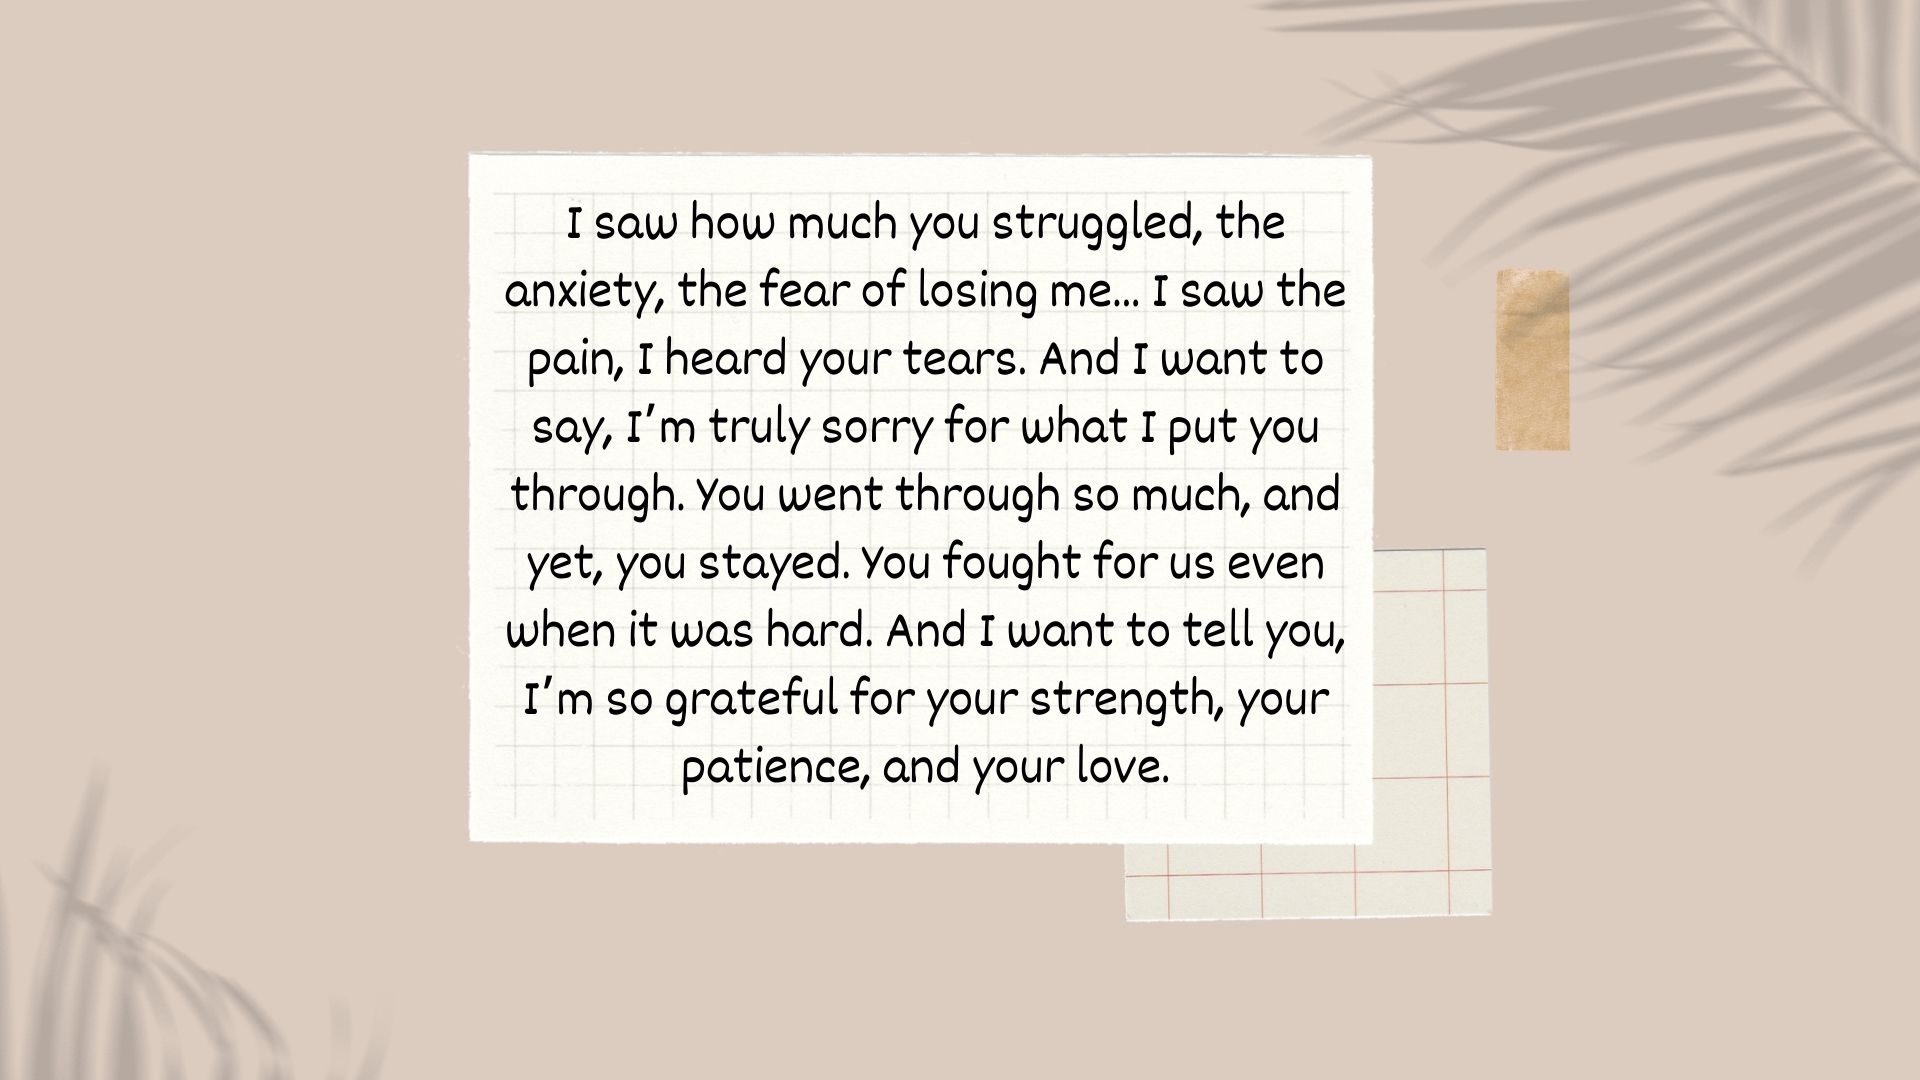 I saw how much you struggled, the
anxiety, the fear of losing me... I saw the
pain, I heard your tears. And I want to
say, I’m truly sorry for what I put you
through. You went through so much, and
yet, you stayed. You fought for us even
when it was hard. And I want to tell you,
I’m so grateful for your strength, your
patience, and your love.